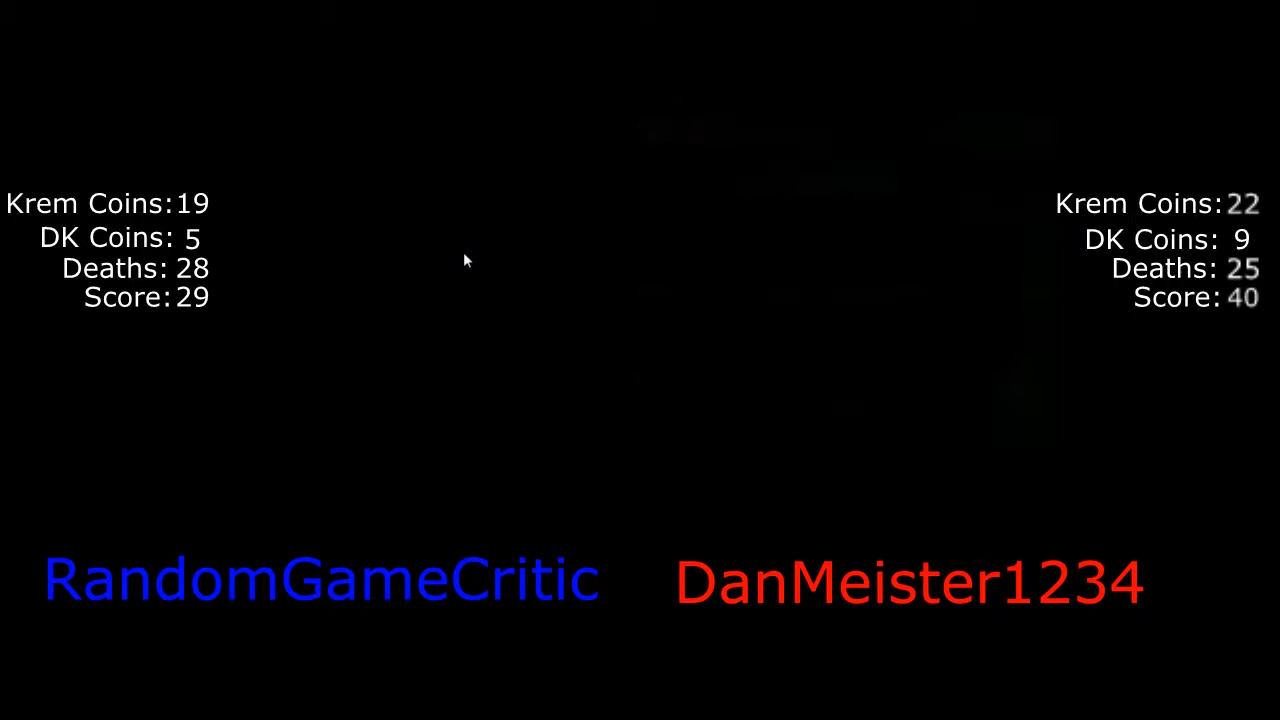 Krem Coins:19
DK Coins: 5
Deaths: 28
Score:29
Krem Coins:22
DK Coins: 9
Deaths: 25
Score: 40
RandomGameCritic
DanMeister1234